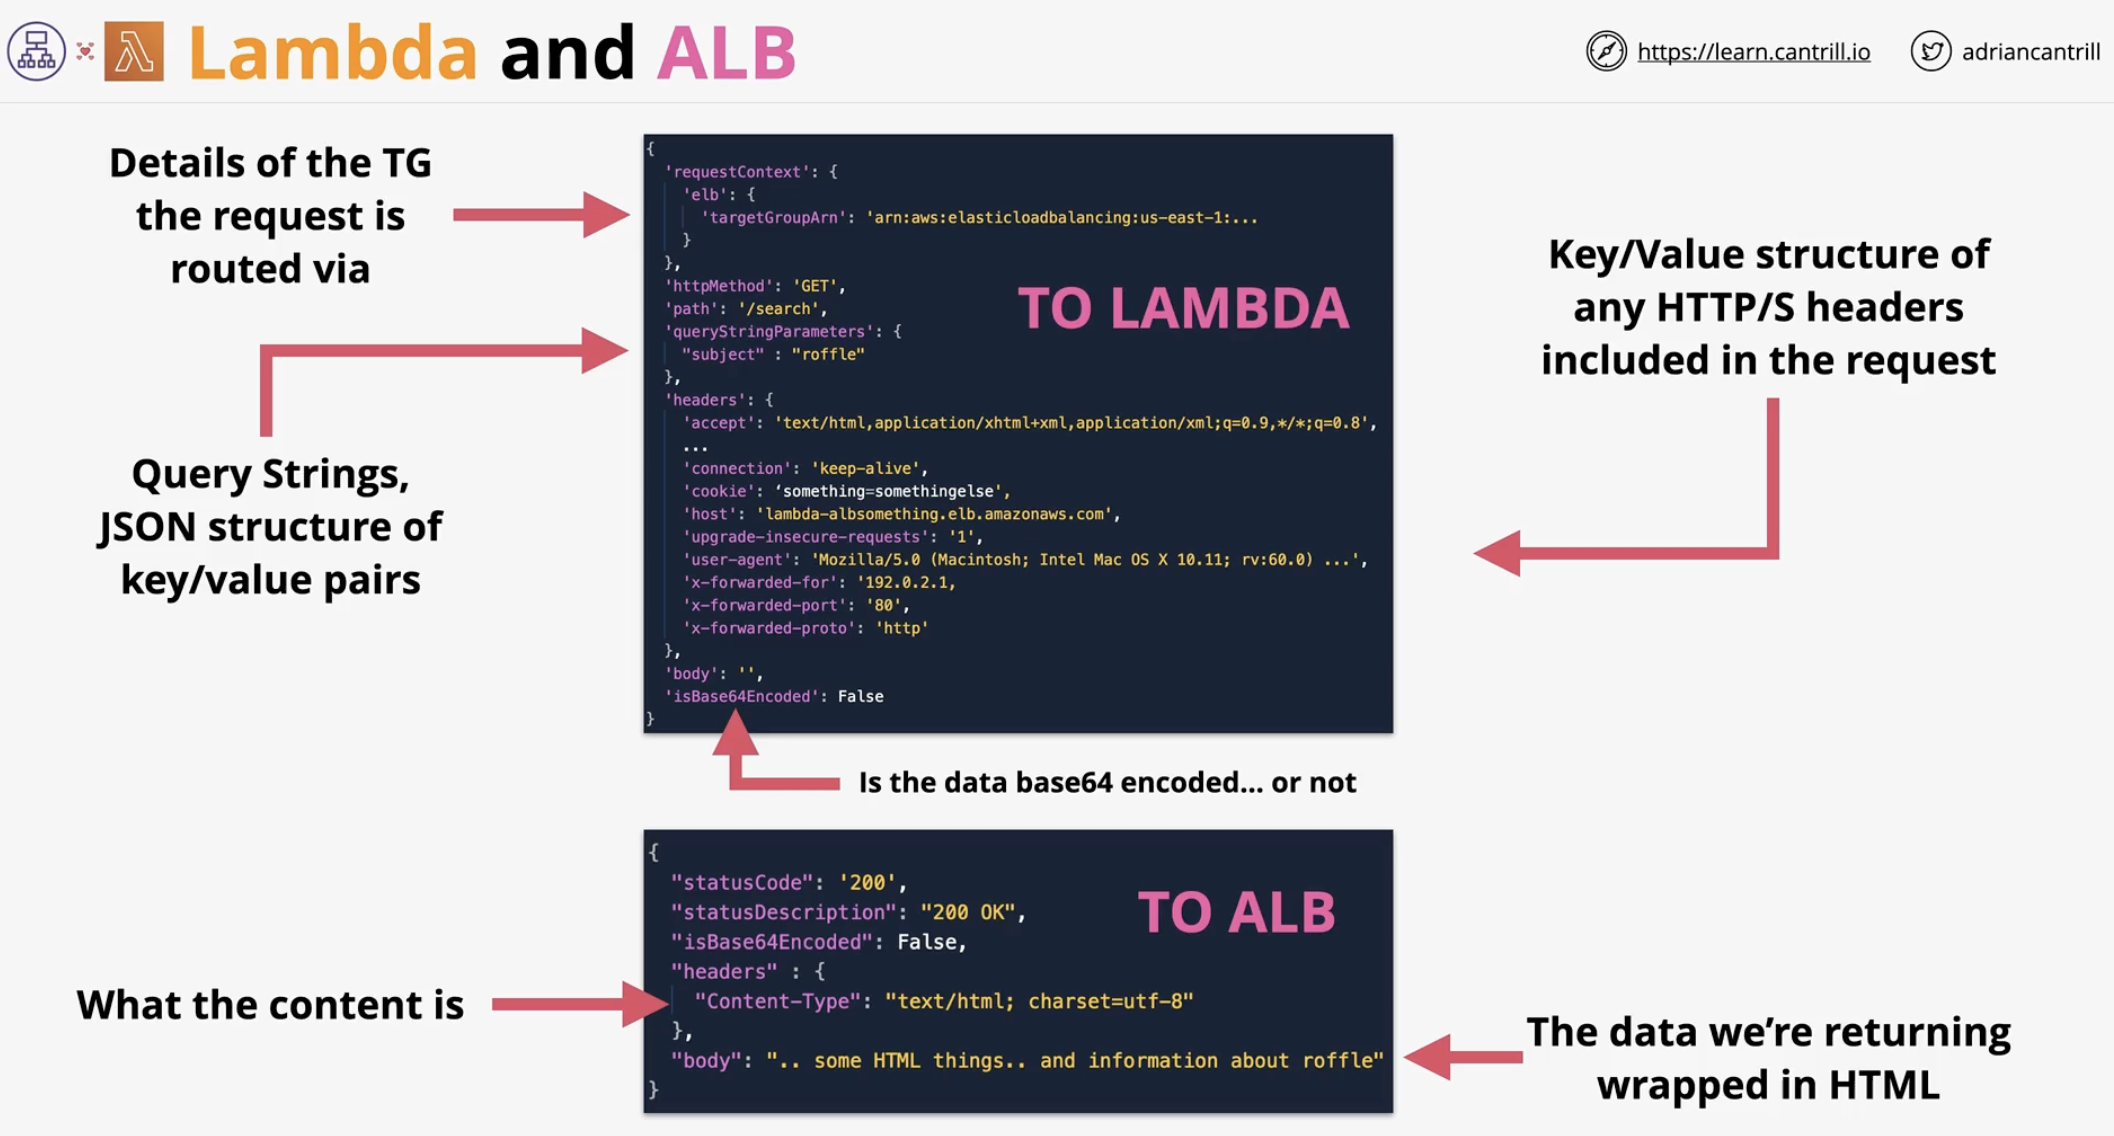 Lambda and ALB
https://learn.cantrill.io
adriancantrill
Details of the TG
the request is
routed via
Query Strings,
JSON structure of
key/value pairs
{
'requestContext': {
'elb': {
'targetGroupArn': 'arn:aws:elasticloadbalancing:us-east-1:...
}
},
'httpMethod': 'GET',
'path': '/search',
'queryStringParameters': {
"subject" : "roffle"
},
'headers': {
'accept': 'text/html,application/xhtml+xml,application/xml;q=0.9,*/*;q=0.8',
...
'connection': 'keep-alive',
'cookie': ‘something=somethingelse',
'host': 'lambda-albsomething.elb.amazonaws.com',
'upgrade-insecure-requests': '1',
'user-agent': 'Mozilla/5.0 (Macintosh; Intel Mac OS X 10.11; rv:60.0) ...',
'x-forwarded-for': '192.0.2.1,
'x-forwarded-port': '80',
'x-forwarded-proto': 'http'
},
'body': '',
'isBase64Encoded': False
}
TO LAMBDA
Key/Value structure of
any HTTP/S headers
included in the request
Is the data base64 encoded... or not
What the content is
{
"statusCode": '200',
"statusDescription": "200 OK",
"isBase64Encoded": False,
"headers" : {
"Content-Type": "text/html; charset=utf-8"
},
"body": ".. some HTML things.. and information about roffle"
}
TO ALB
The data we’re returning
wrapped in HTML